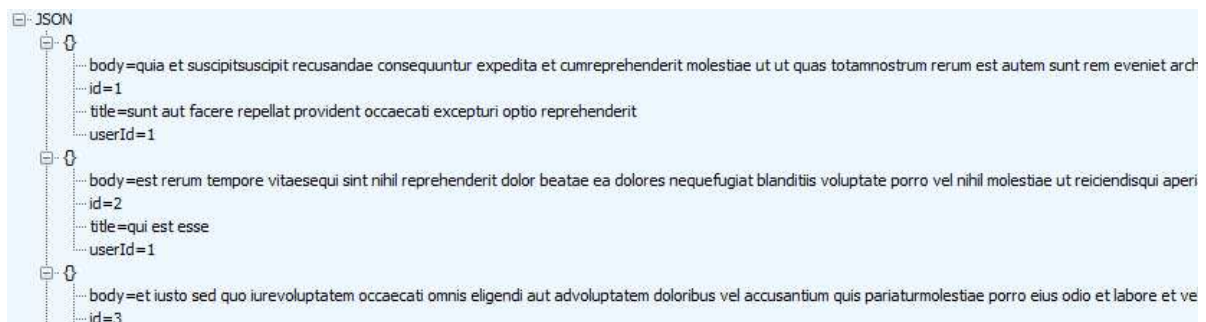 JSON
{}
body=quia et suscipitsuscipit recusandae consequuntur expedita et cumreprehenderit molestiae ut ut quas totamnostrum rerum est autem sunt rem eveniet arch
id=1
title=sunt aut facere repellat provident occaecati excepturi optio reprehenderit
userId=1
{}
body=est rerum tempore vitaesequi sint nihil reprehenderit dolor beatae ea dolores nequefugiat blanditiis voluptate porro vel nihil molestiae ut reiciendisqui aperi
id=2
title=qui est esse
userId=1
{}
body=et iusto sed quo iurevoluptatem occaecati omnis eligendi aut advoluptatem doloribus vel accusantium quis pariaturmolestiae porro eius odio et labore et ve
id=3